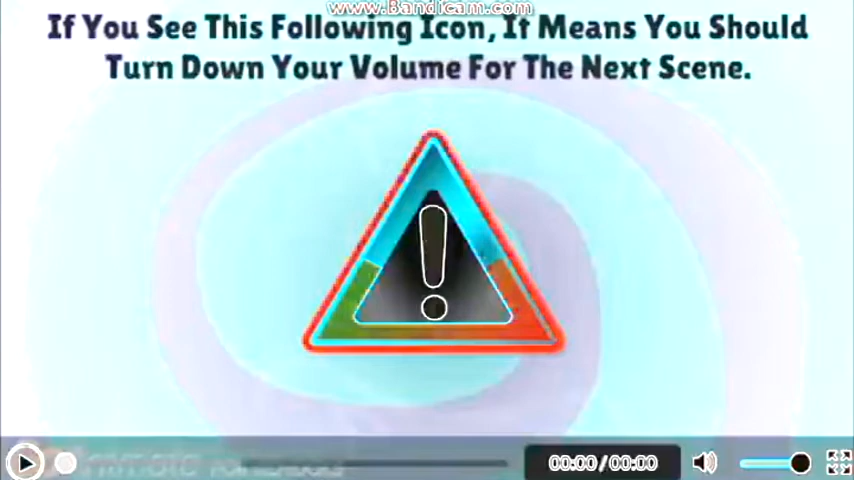 www.Bandicam.com
If You See This Following Icon, It Means You Should
Turn Down Your Volume For The Next Scene.
00:00/00:00